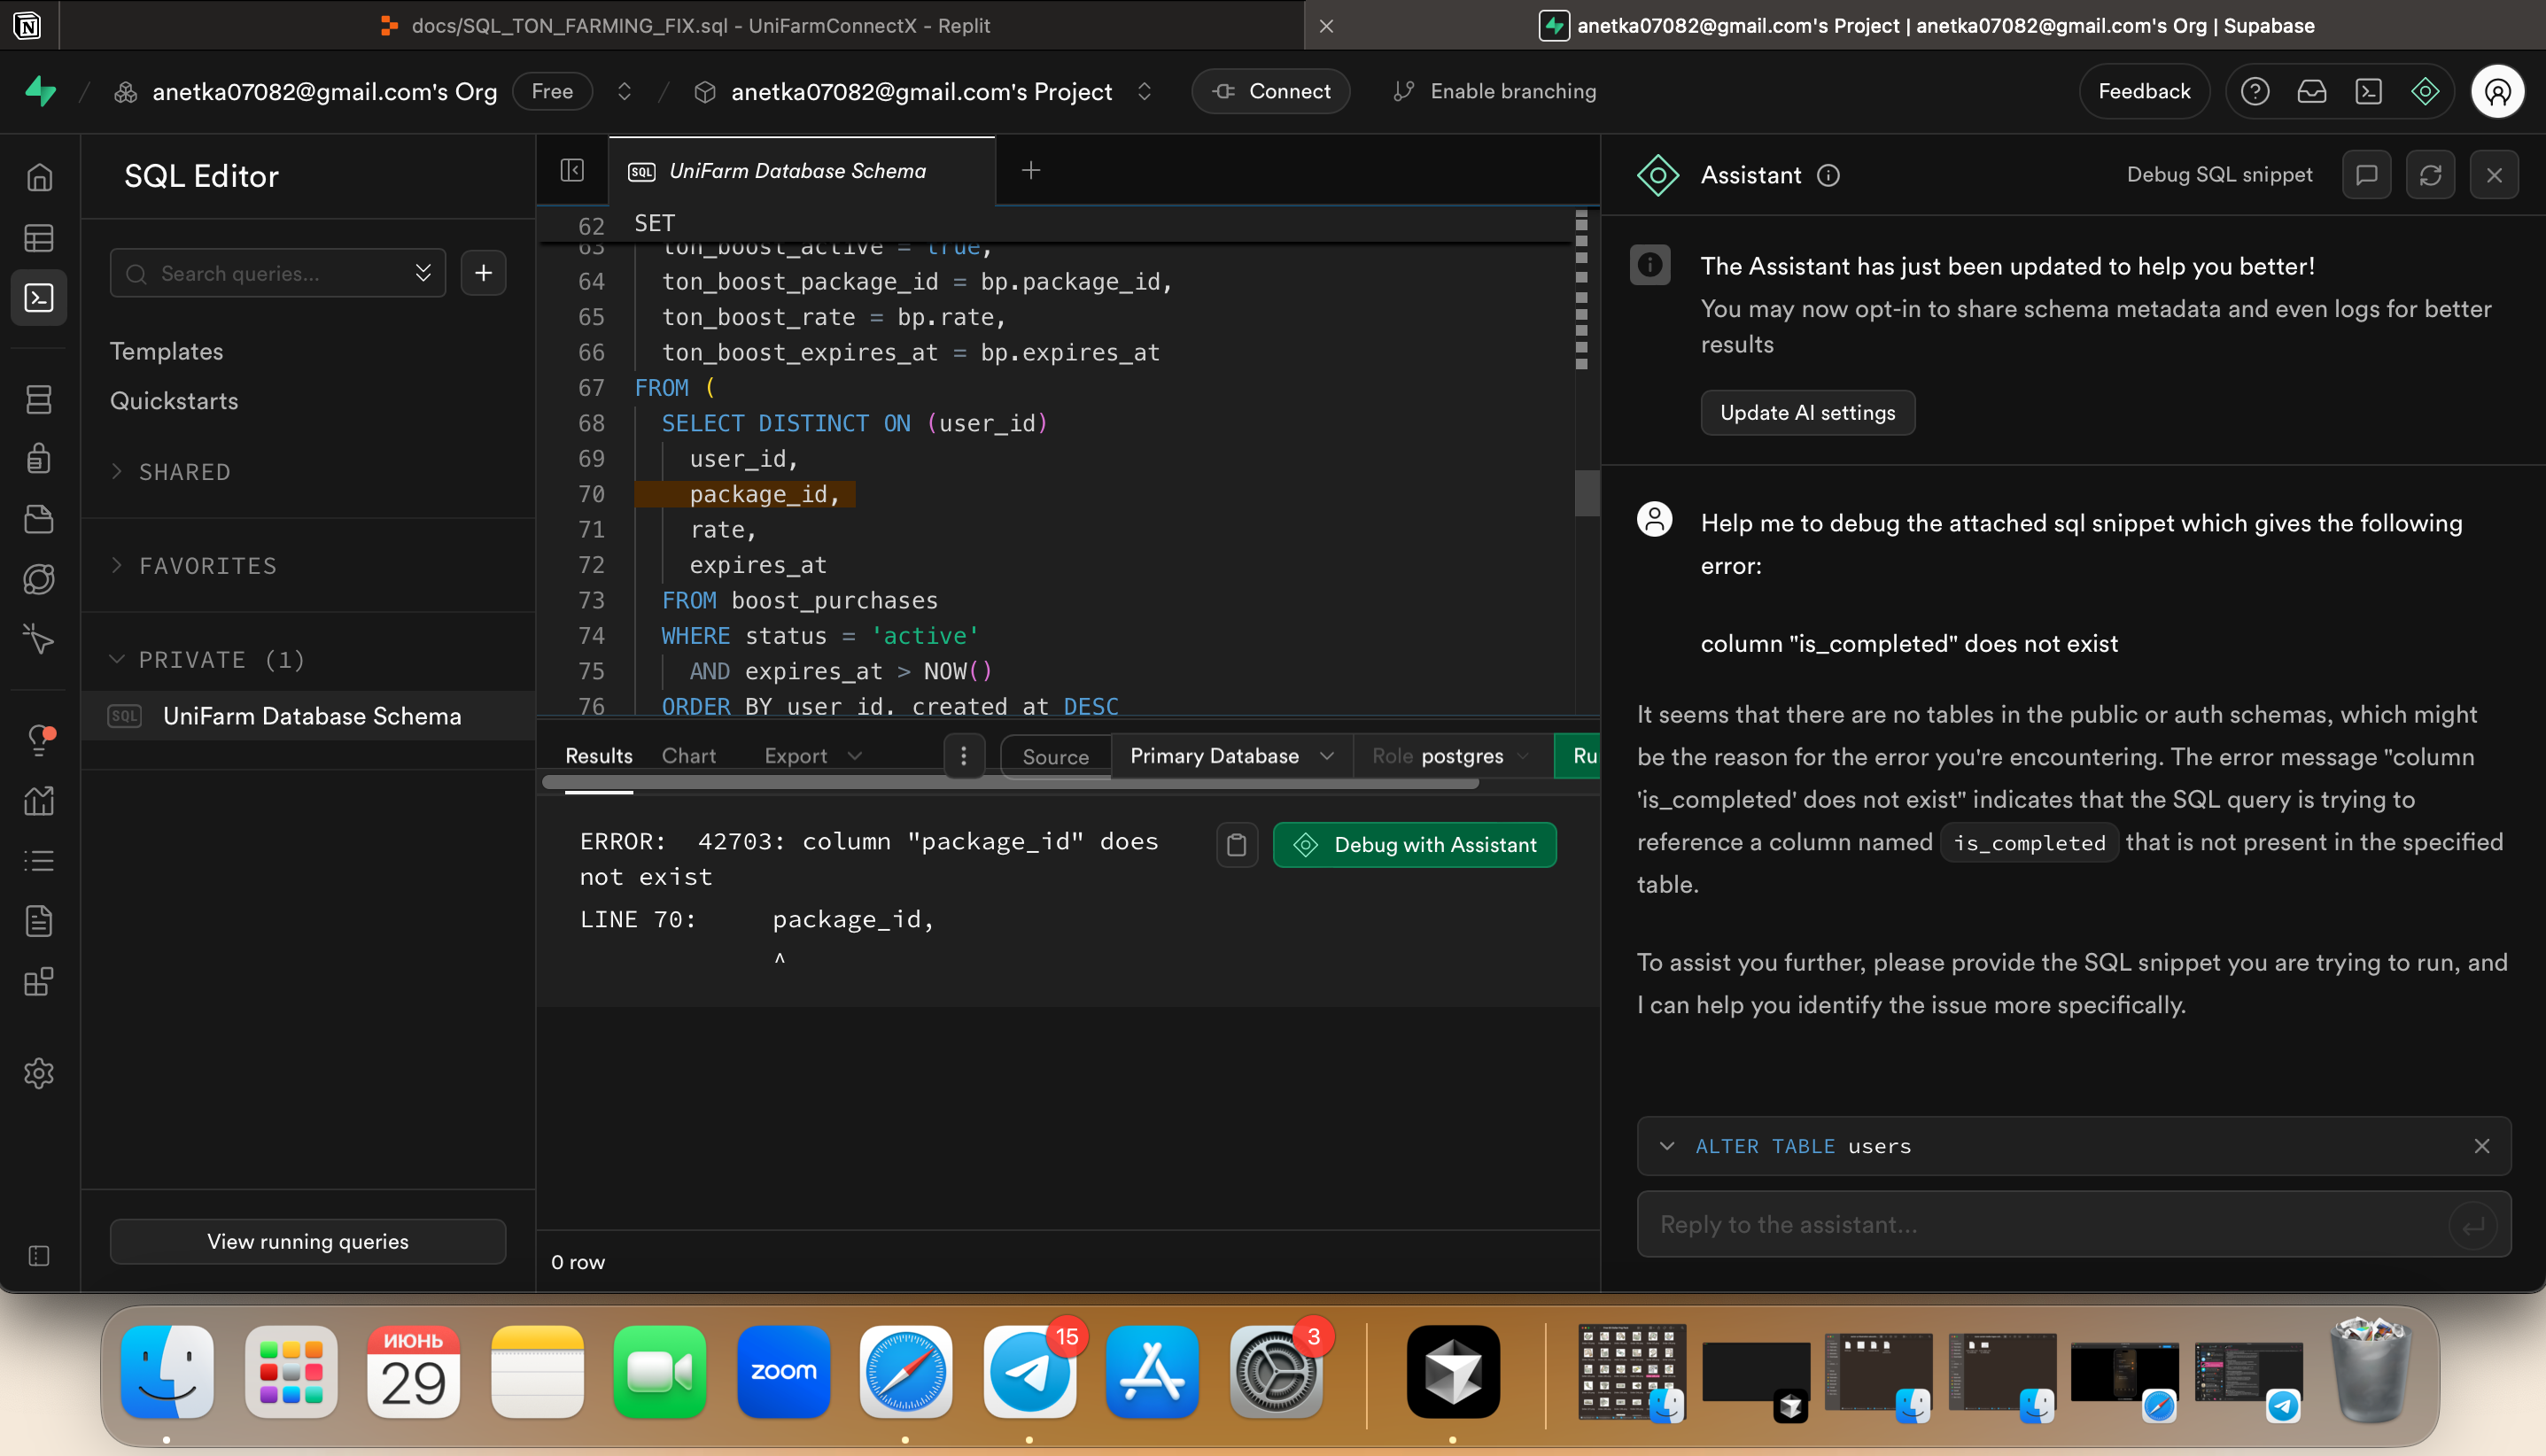 docs/SQL_TON_FARMING_FIX.sql - UniFarmConnectX - Replit
anetka07082@gmail.com's Project | anetka07082@gmail.com's Org | Supabase
anetka07082@gmail.com's Org
Free
anetka07082@gmail.com's Project
Connect
Enable branching
Feedback
SQL Editor
Search queries...
Templates
Quickstarts
SHARED
FAVORITES
PRIVATE (1)
SQL UniFarm Database Schema
View running queries
SQL UniFarm Database Schema
62 SET
63 ton_boost_active = true,
64 ton_boost_package_id = bp.package_id,
65 ton_boost_rate = bp.rate,
66 ton_boost_expires_at = bp.expires_at
67 FROM (
68 SELECT DISTINCT ON (user_id)
69 user_id,
70 package_id,
71 rate,
72 expires_at
73 FROM boost_purchases
74 WHERE status = 'active'
75 AND expires_at > NOW()
76 ORDER BY user_id, created_at DESC
Results
Chart
Export
Source
Primary Database
Role postgres
Ru
ERROR: 42703: column "package_id" does
not exist
LINE 70: package_id,
^
Debug with Assistant
0 row
Assistant
Debug SQL snippet
The Assistant has just been updated to help you better!
You may now opt-in to share schema metadata and even logs for better
results
Update AI settings
Help me to debug the attached sql snippet which gives the following
error:
column "is_completed" does not exist
It seems that there are no tables in the public or auth schemas, which might
be the reason for the error you're encountering. The error message "column
'is_completed' does not exist" indicates that the SQL query is trying to
reference a column named is_completed that is not present in the specified
table.
To assist you further, please provide the SQL snippet you are trying to run, and
I can help you identify the issue more specifically.
ALTER TABLE users
Reply to the assistant...
ИЮНЬ
29
zoom
15
3